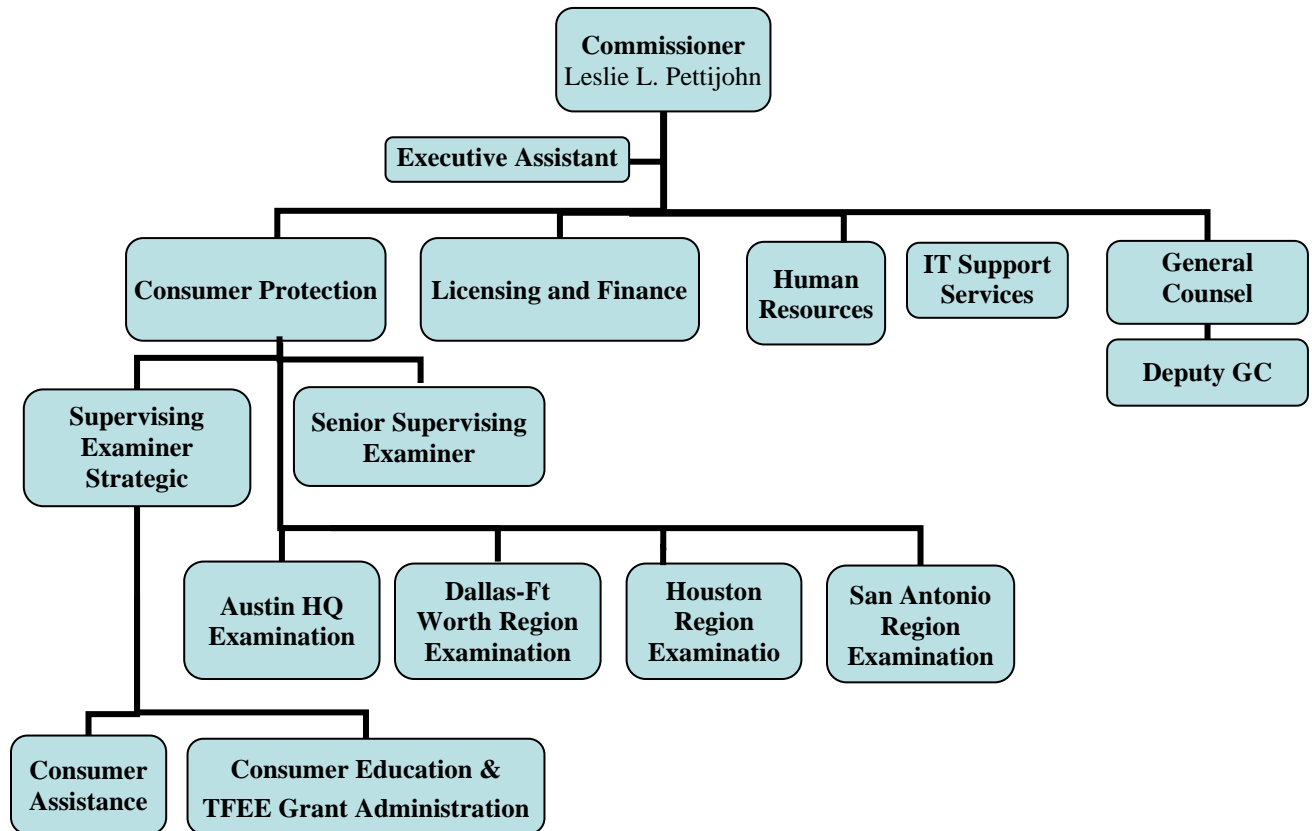 Commissioner
Leslie L. Pettijohn
Executive Assistant
Consumer Protection
Licensing and Finance
Human
Resources
IT Support
Services
General
Counsel
Deputy GC
Supervising
Examiner
Strategic
Senior Supervising
Examiner
Austin HQ
Examination
Dallas-Ft
Worth Region
Examination
Houston
Region
Examinatio
San Antonio
Region
Examination
Consumer
Assistance
Consumer Education &
TFEE Grant Administration